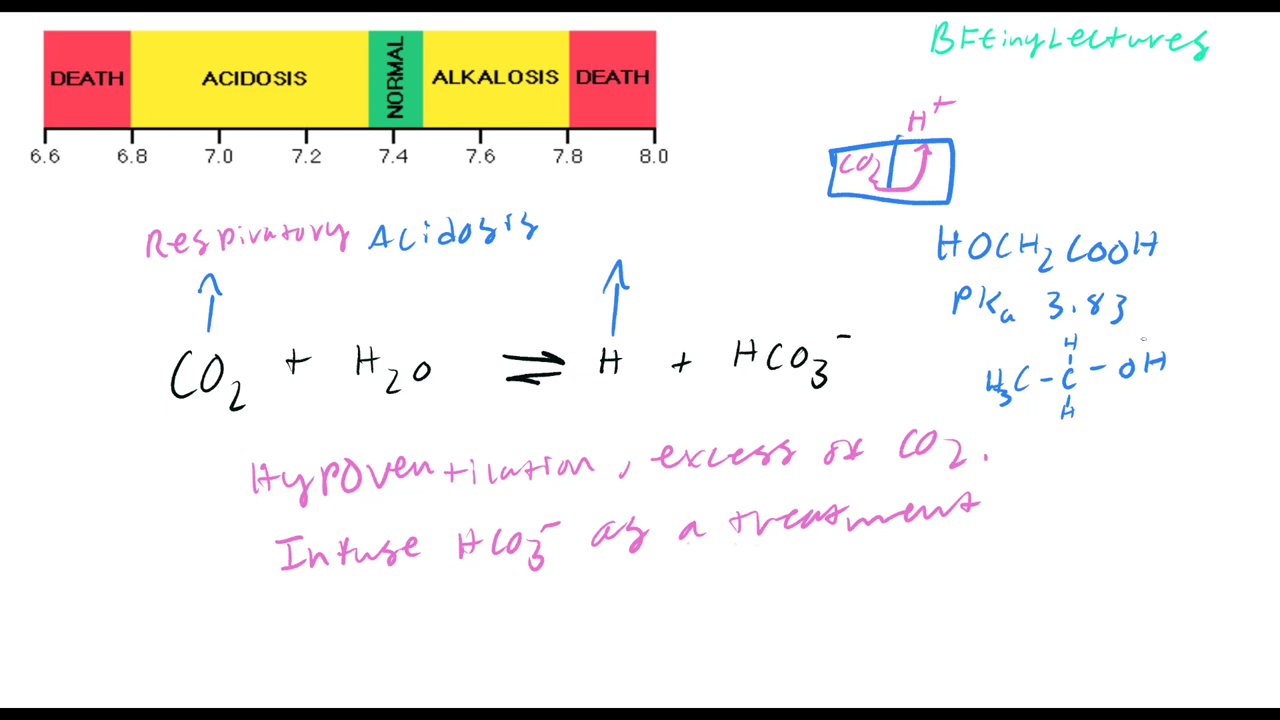 BFtinyLectures
DEATH ACIDOSIS NORMAL ALKALOSIS DEATH
6.6 6.8 7.0 7.2 7.4 7.6 7.8 8.0
H+
CO2
Respiratory Acidosis
HOCH2COOH
PKa 3.83
CO2 + H2O ⇌ H + HCO3-
H
H3C - C - OH
H
Hypoventilation, excess of CO2.
Infuse HCO3- as a treatment